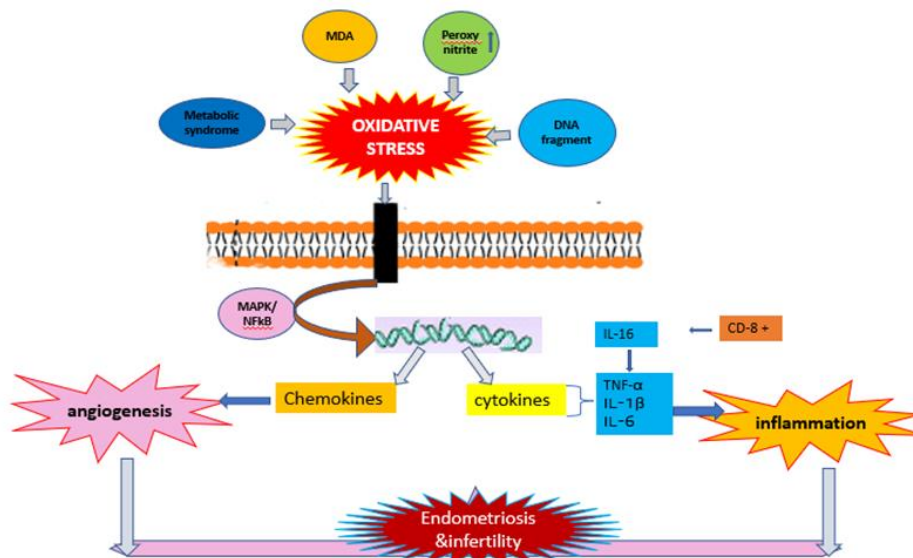 MDA
Peroxy
nitrite
Metabolic
syndrome
OXIDATIVE
STRESS
DNA
fragment
MAPK/
NFkB
IL-16
CD-8 +
Chemokines
cytokines
TNF-α
IL-1β
IL-6
angiogenesis
inflammation
Endometriosis
&infertility